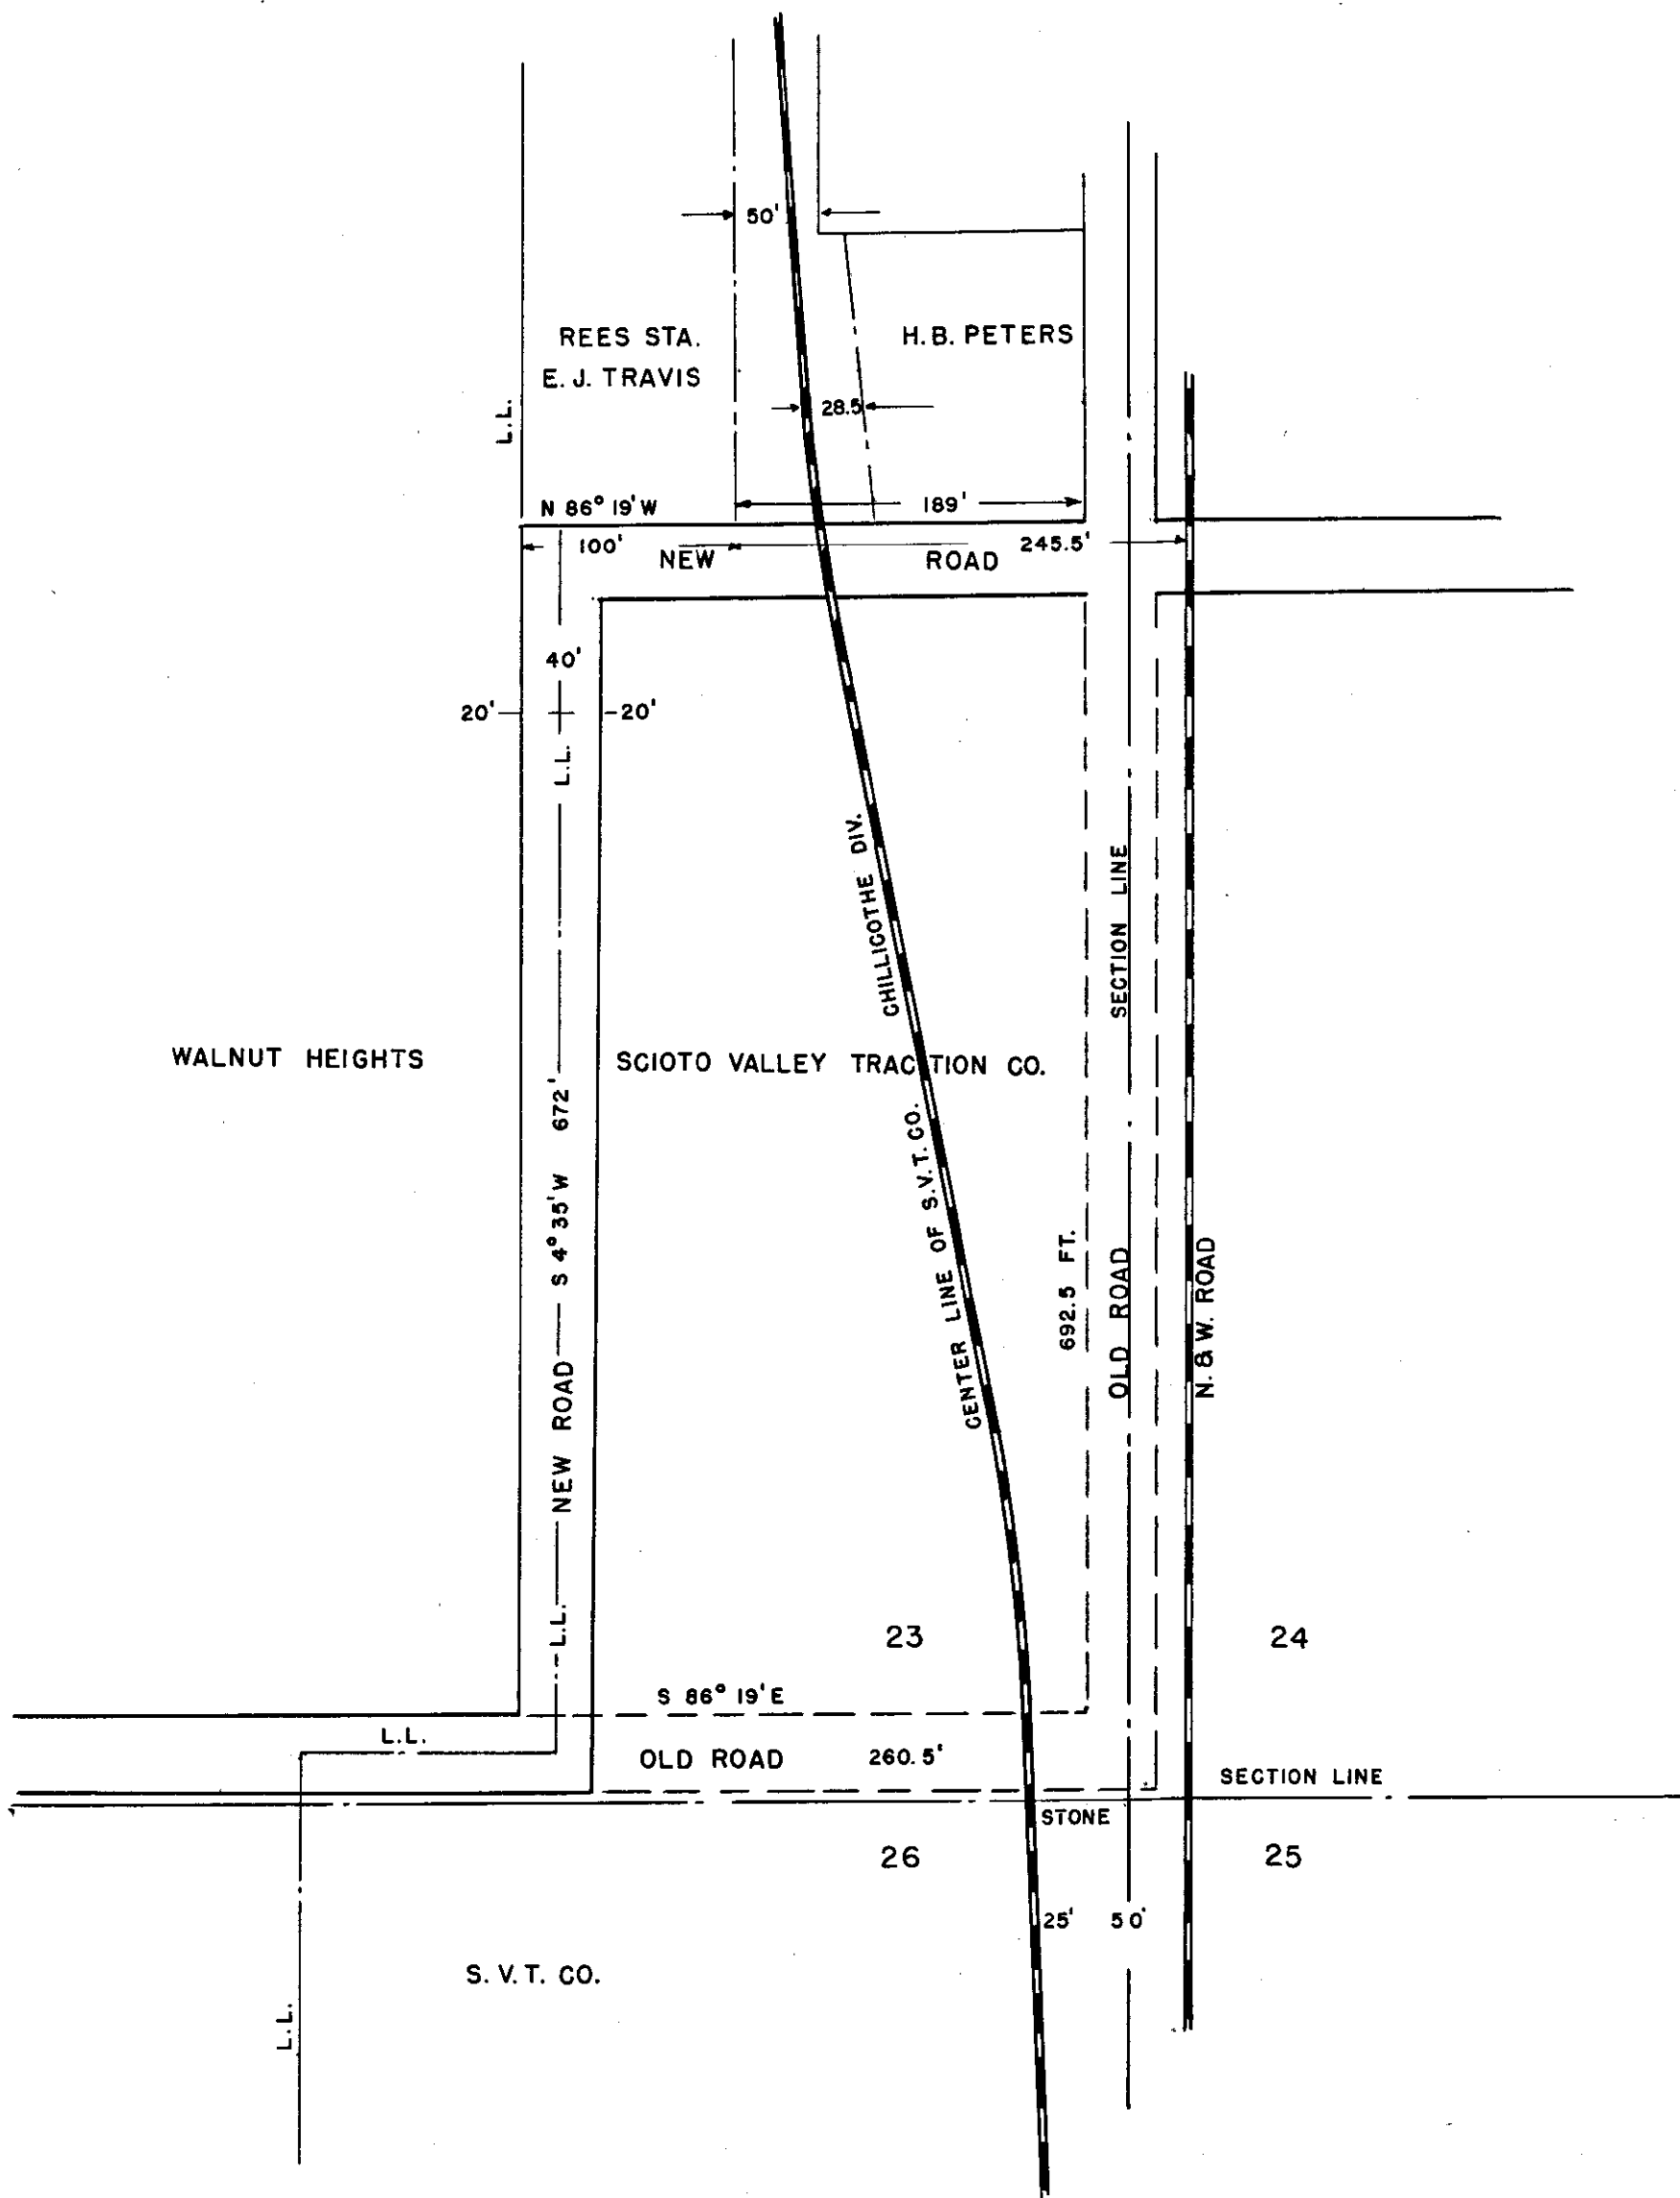 50'
REES STA.
E. J. TRAVIS
H. B. PETERS
L.L.
28.5
N 86° 19' W
189'
100'
NEW ROAD
245.5'
40'
20'
20'
L.L.
CHILLICOTHE DIV.
SECTION LINE
WALNUT HEIGHTS
SCIOTO VALLEY TRACTION CO.
NEW ROAD S 4° 35' W 672'
CENTER LINE OF S.V.T. CO.
692.5 FT.
OLD ROAD
N. & W. ROAD
L.L.
23
24
S 86° 19' E
L.L.
OLD ROAD 260.5'
SECTION LINE
STONE
26
25
25'
50'
S. V. T. CO.
L.L.